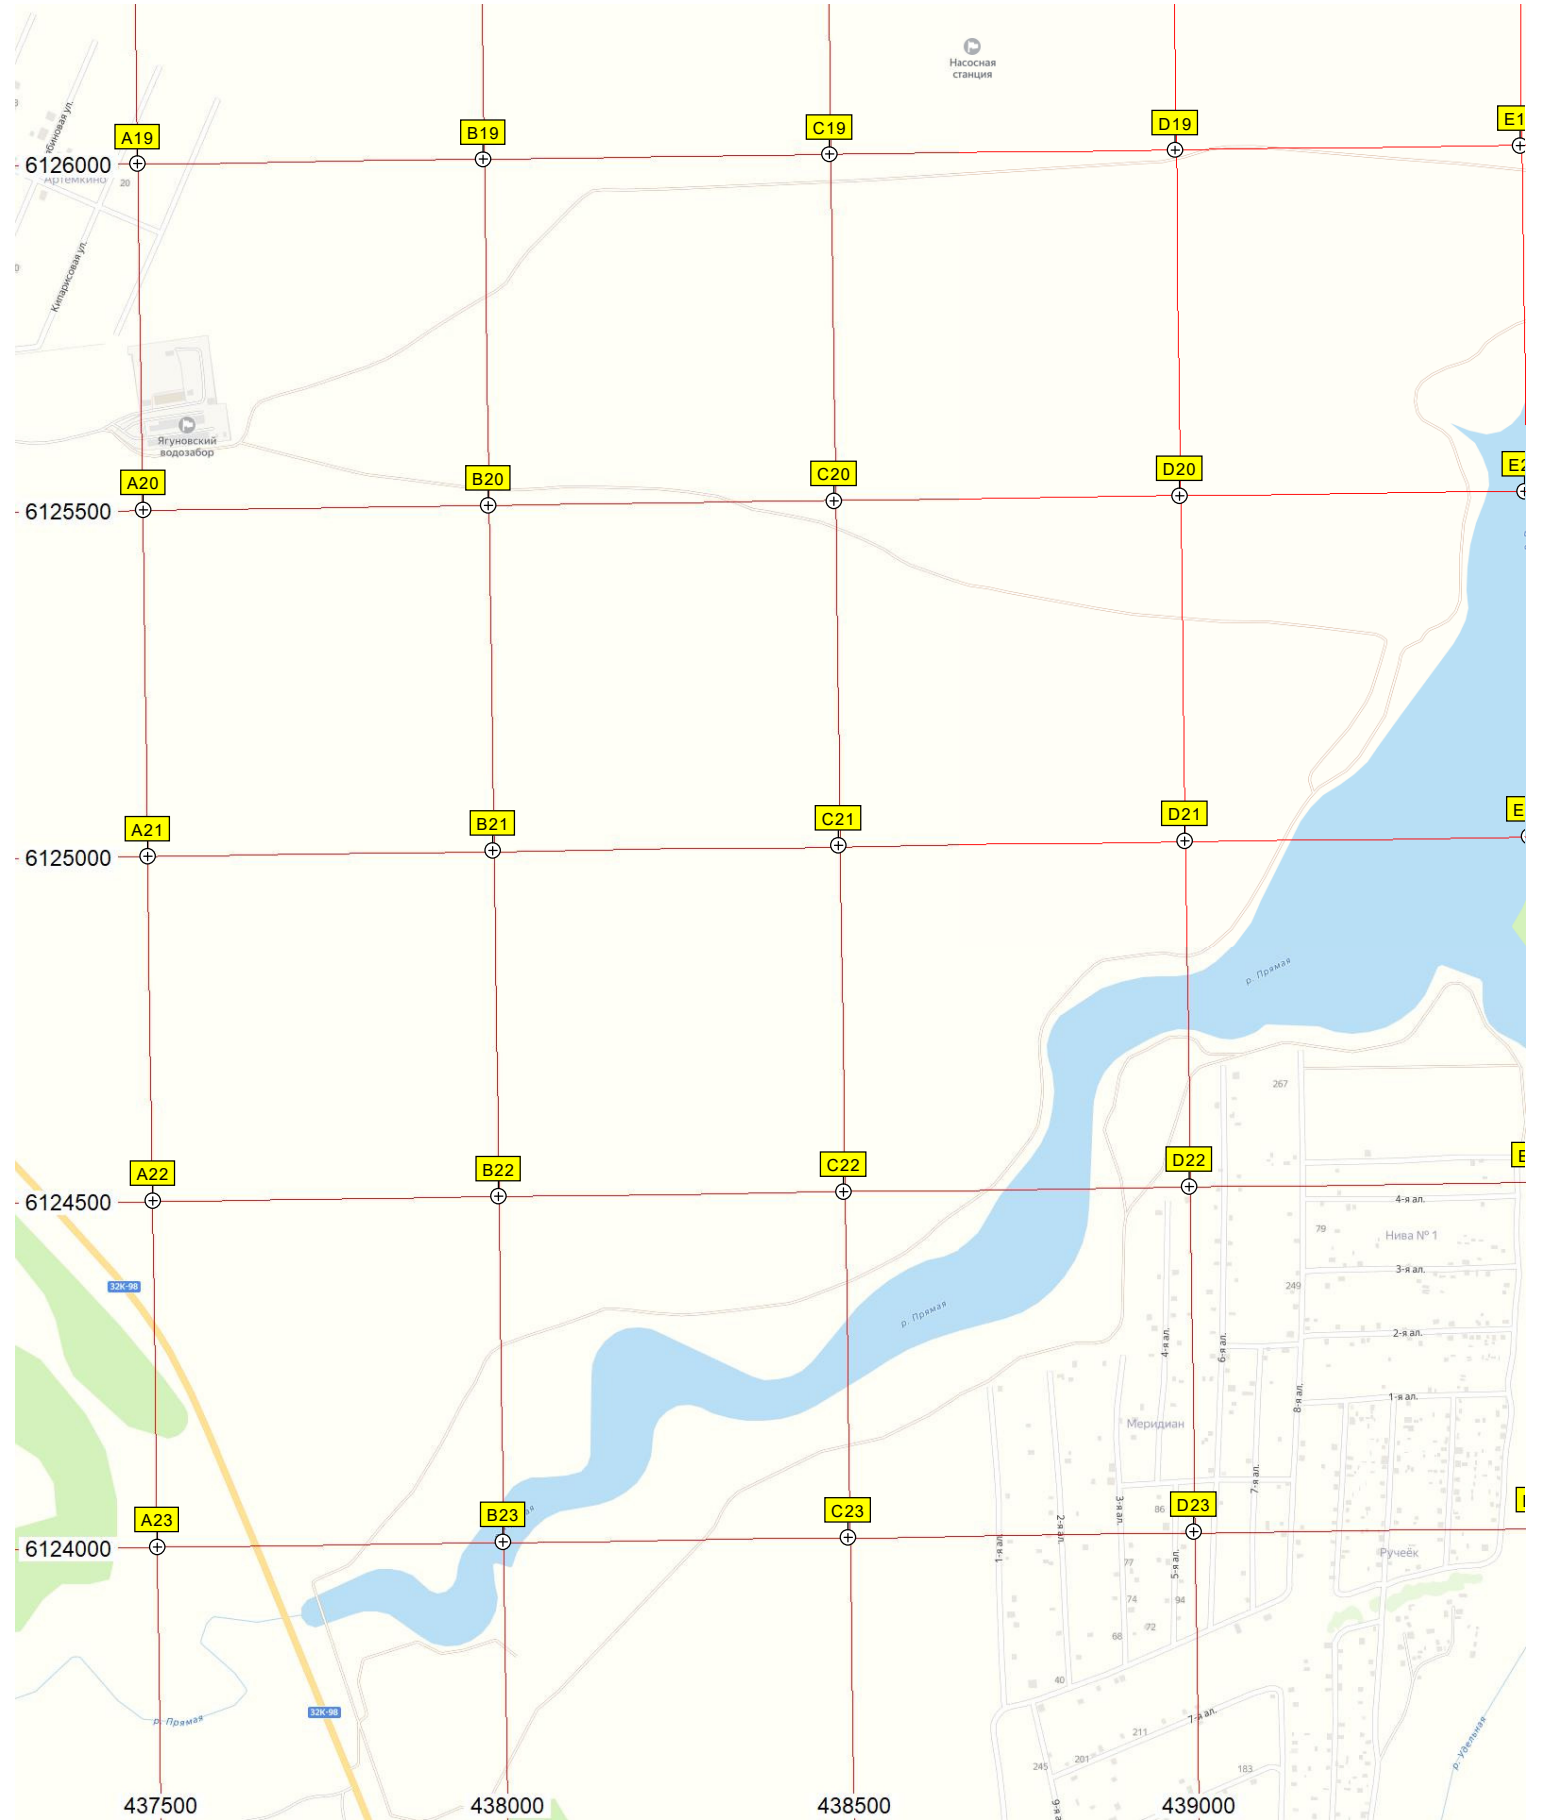 Насосная
станция
A19
B19
C19
D19
E1
6126000
20
Кипарисовая ул.
Ягуновский
водозабор
A20
B20
C20
D20
6125500
A21
B21
C21
D21
E
6125000
р. Прямая
267
A22
B22
C22
D22
6124500
4-я ал.
79
Нива № 1
3-я ал.
32К-98
249
р. Прямая
2-я ал.
4-я ал.
6-я ал.
8-я ал.
1-я ал.
Меридиан
7-я ал.
A23
B23
C23
D23
86
3-я ал.
2-я ал.
1-я ал.
6124000
77
5-я ал.
Ручеёк
74
94
72
68
40
32К-98
р. Прямая
7-я ал.
211
201
245
183
р. Удельная
437500
438000
438500
439000